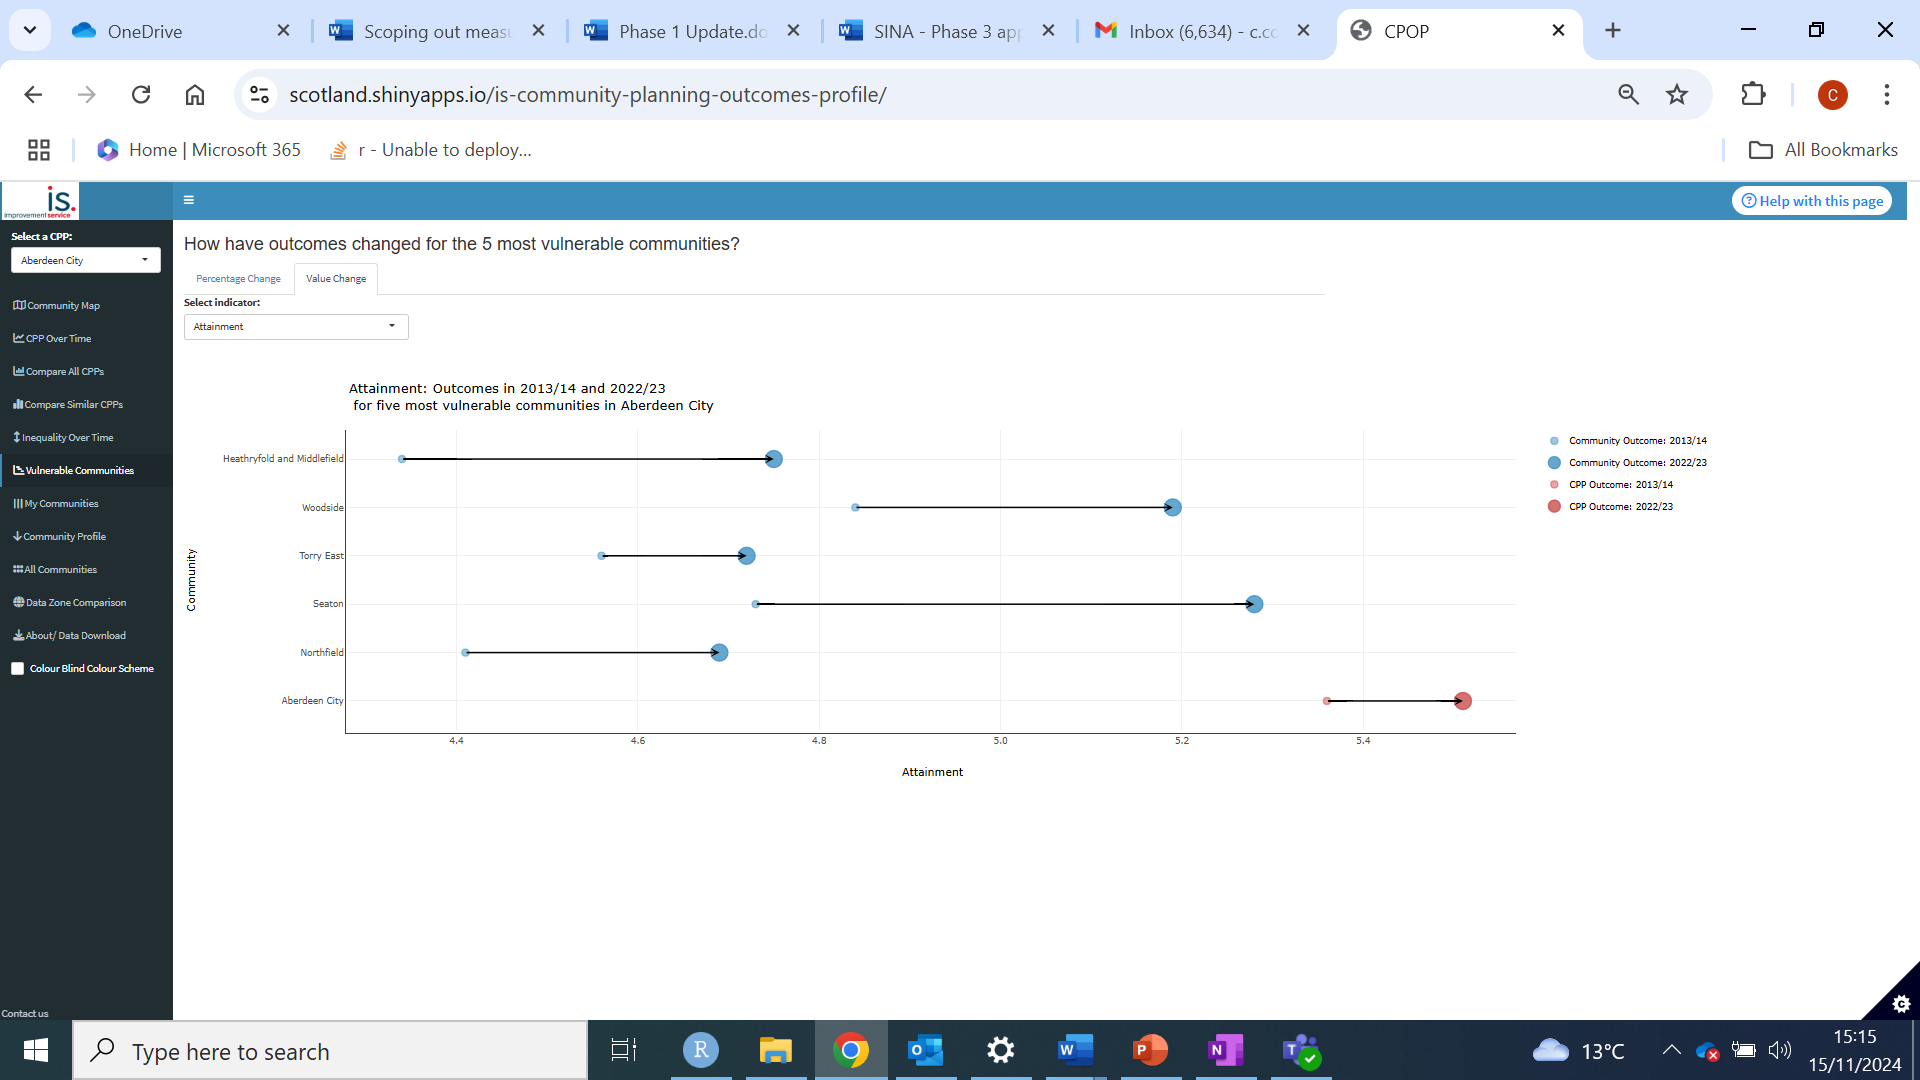 OneDrive
Scoping out meas
Phase 1 Update.do
SINA - Phase 3 app
Inbox (6,634) - c.co
CPOP
scotland.shinyapps.io/is-community-planning-outcomes-profile/
C
Home | Microsoft 365
r - Unable to deploy...
All Bookmarks
is.
improvement service
Help with this page
Select a CPP:
Aberdeen City
Community Map
CPP Over Time
Compare All CPPs
Compare Similar CPPs
Inequality Over Time
Vulnerable Communities
My Communities
Community Profile
All Communities
Data Zone Comparison
About/ Data Download
Colour Blind Colour Scheme
Contact us
How have outcomes changed for the 5 most vulnerable communities?
Percentage Change
Value Change
Select indicator:
Attainment
Attainment: Outcomes in 2013/14 and 2022/23
for five most vulnerable communities in Aberdeen City
Community
Heathryfold and Middlefield
Woodside
Torry East
Seaton
Northfield
Aberdeen City
4.4 4.6 4.8 5.0 5.2 5.4
Attainment
Community Outcome: 2013/14
Community Outcome: 2022/23
CPP Outcome: 2013/14
CPP Outcome: 2022/23
Type here to search
13°C
15:15
15/11/2024